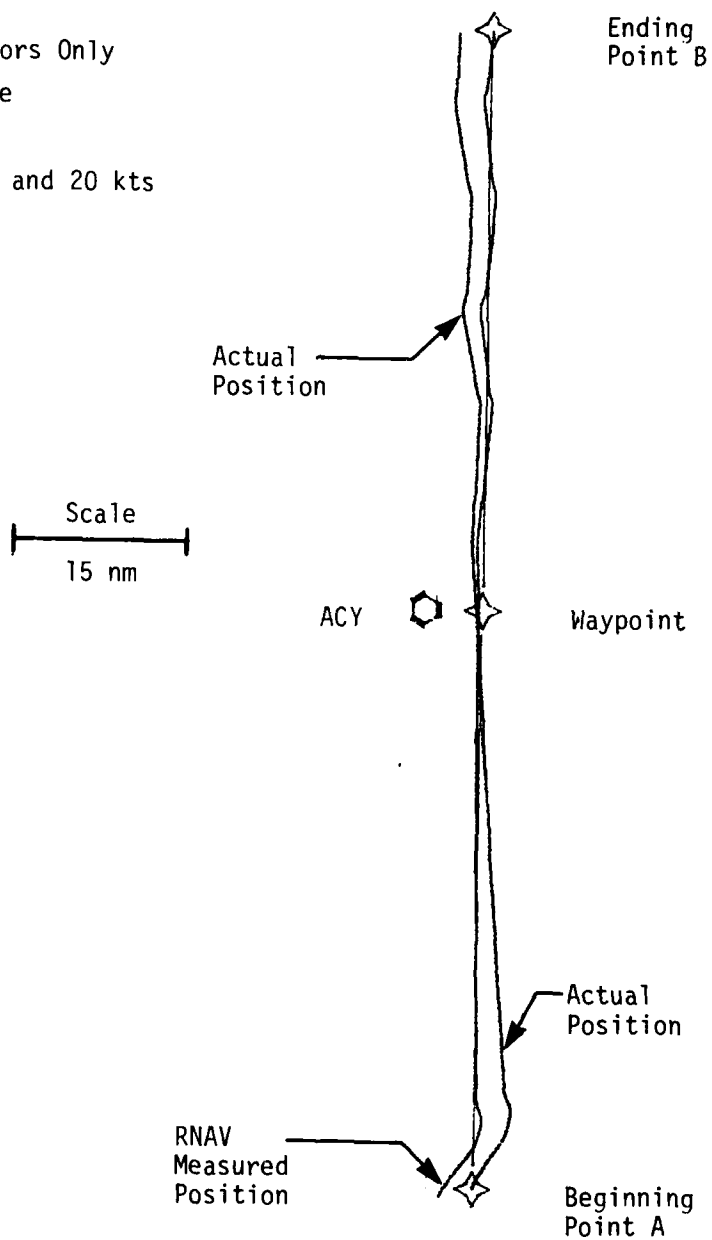 ors Only
e
and 20 kts
Ending
Point B
Actual
Position
Scale
15 nm
ACY
Waypoint
Actual
Position
RNAV
Measured
Position
Beginning
Point A